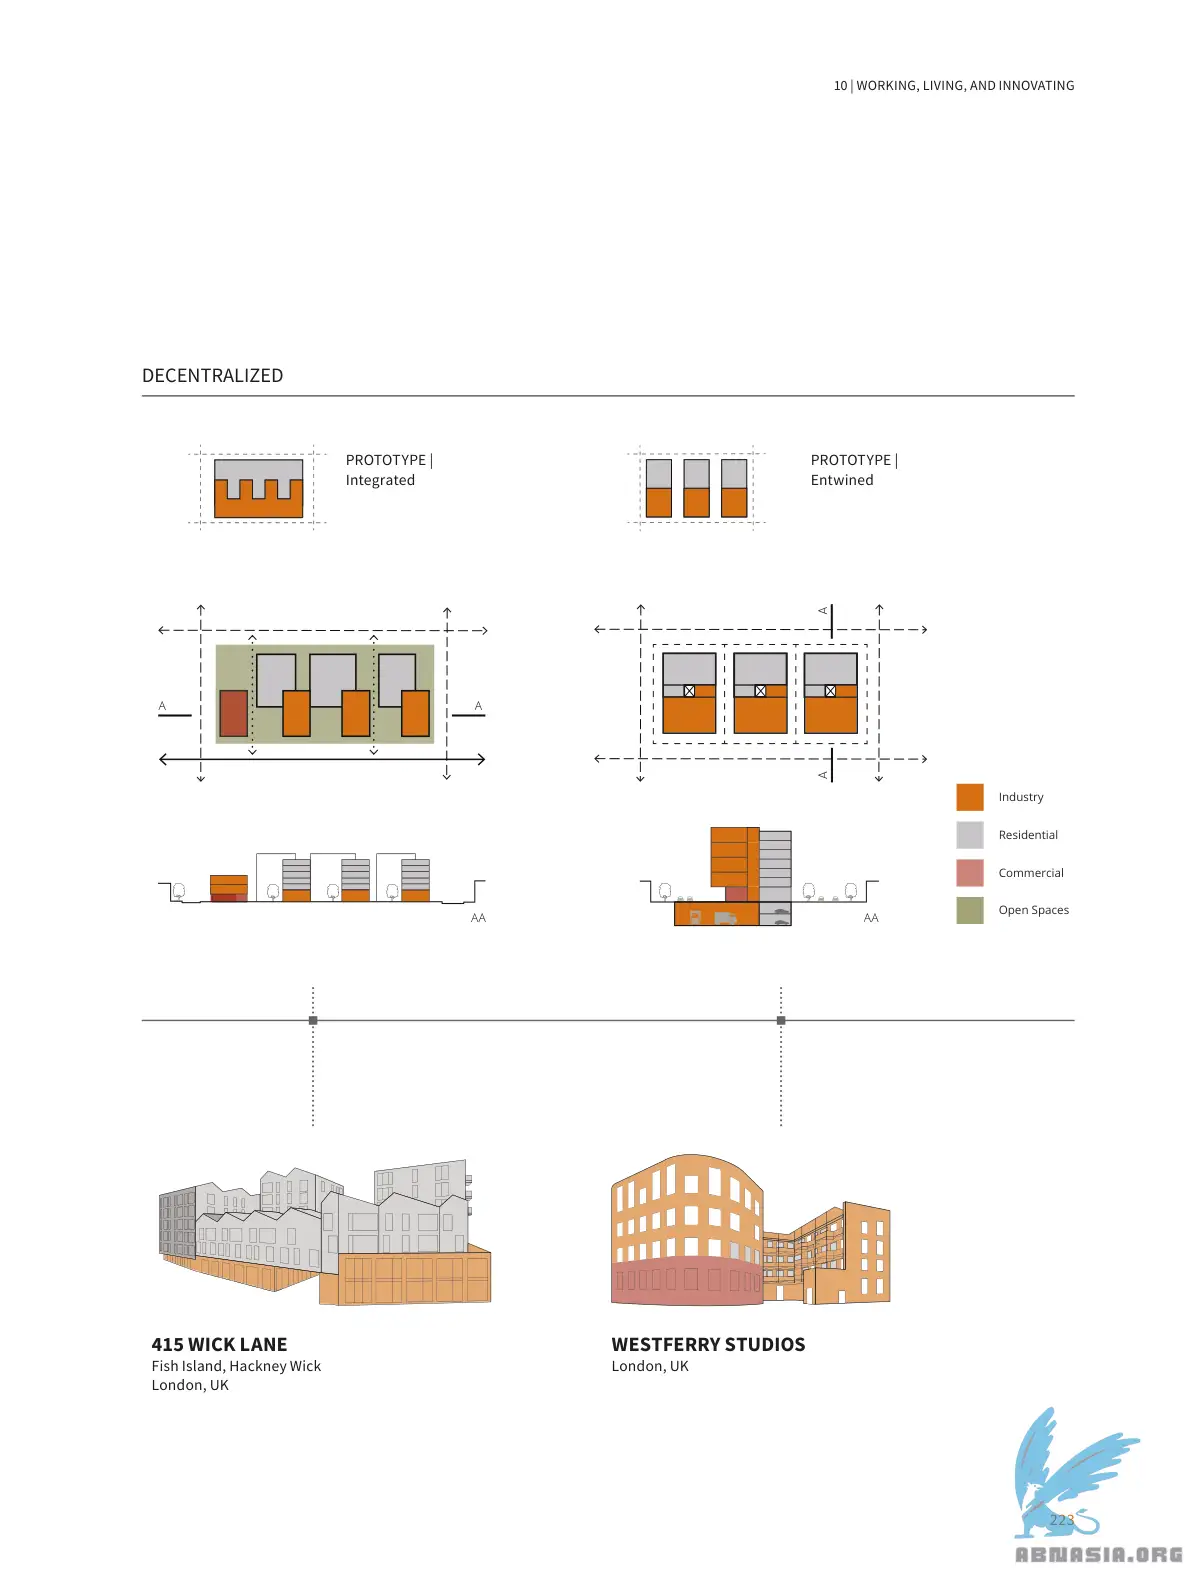 10 | WORKING, LIVING, AND INNOVATING
DECENTRALIZED
PROTOTYPE |
Integrated
PROTOTYPE |
Entwined
A
A
A
A
AA
AA
Industry
Residential
Commercial
Open Spaces
415 WICK LANE
Fish Island, Hackney Wick
London, UK
WESTFERRY STUDIOS
London, UK
223
ABNASIA.ORG